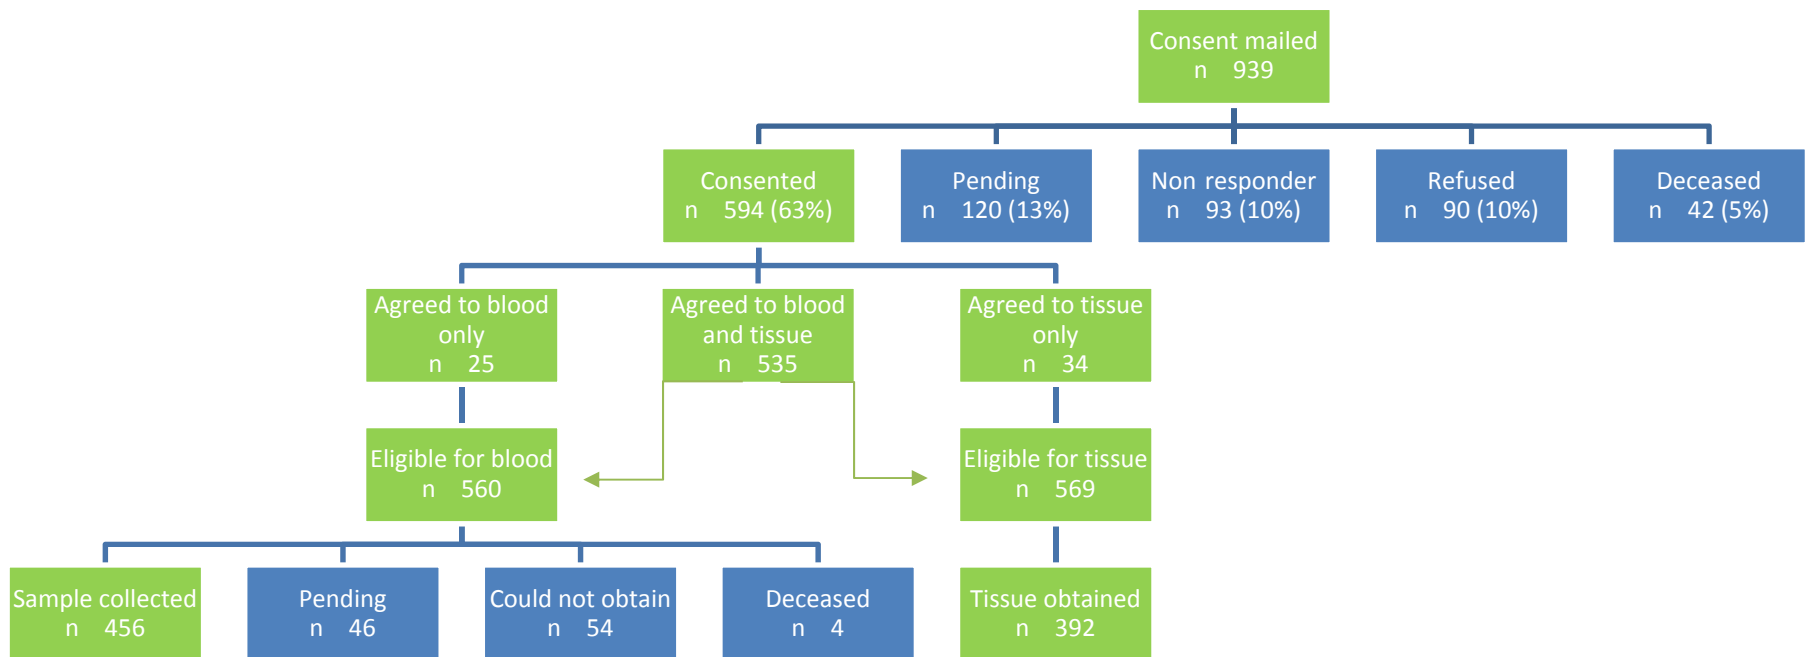 Consent mailed
n 939
Consented
n 594 (63%)
Pending
n 120 (13%)
Non responder
n 93 (10%)
Refused
n 90 (10%)
Deceased
n 42 (5%)
Agreed to blood
only
n 25
Agreed to blood
and tissue
n 535
Agreed to tissue
only
n 34
Eligible for blood
n 560
Eligible for tissue
n 569
Sample collected
n 456
Pending
n 46
Could not obtain
n 54
Deceased
n 4
Tissue obtained
n 392